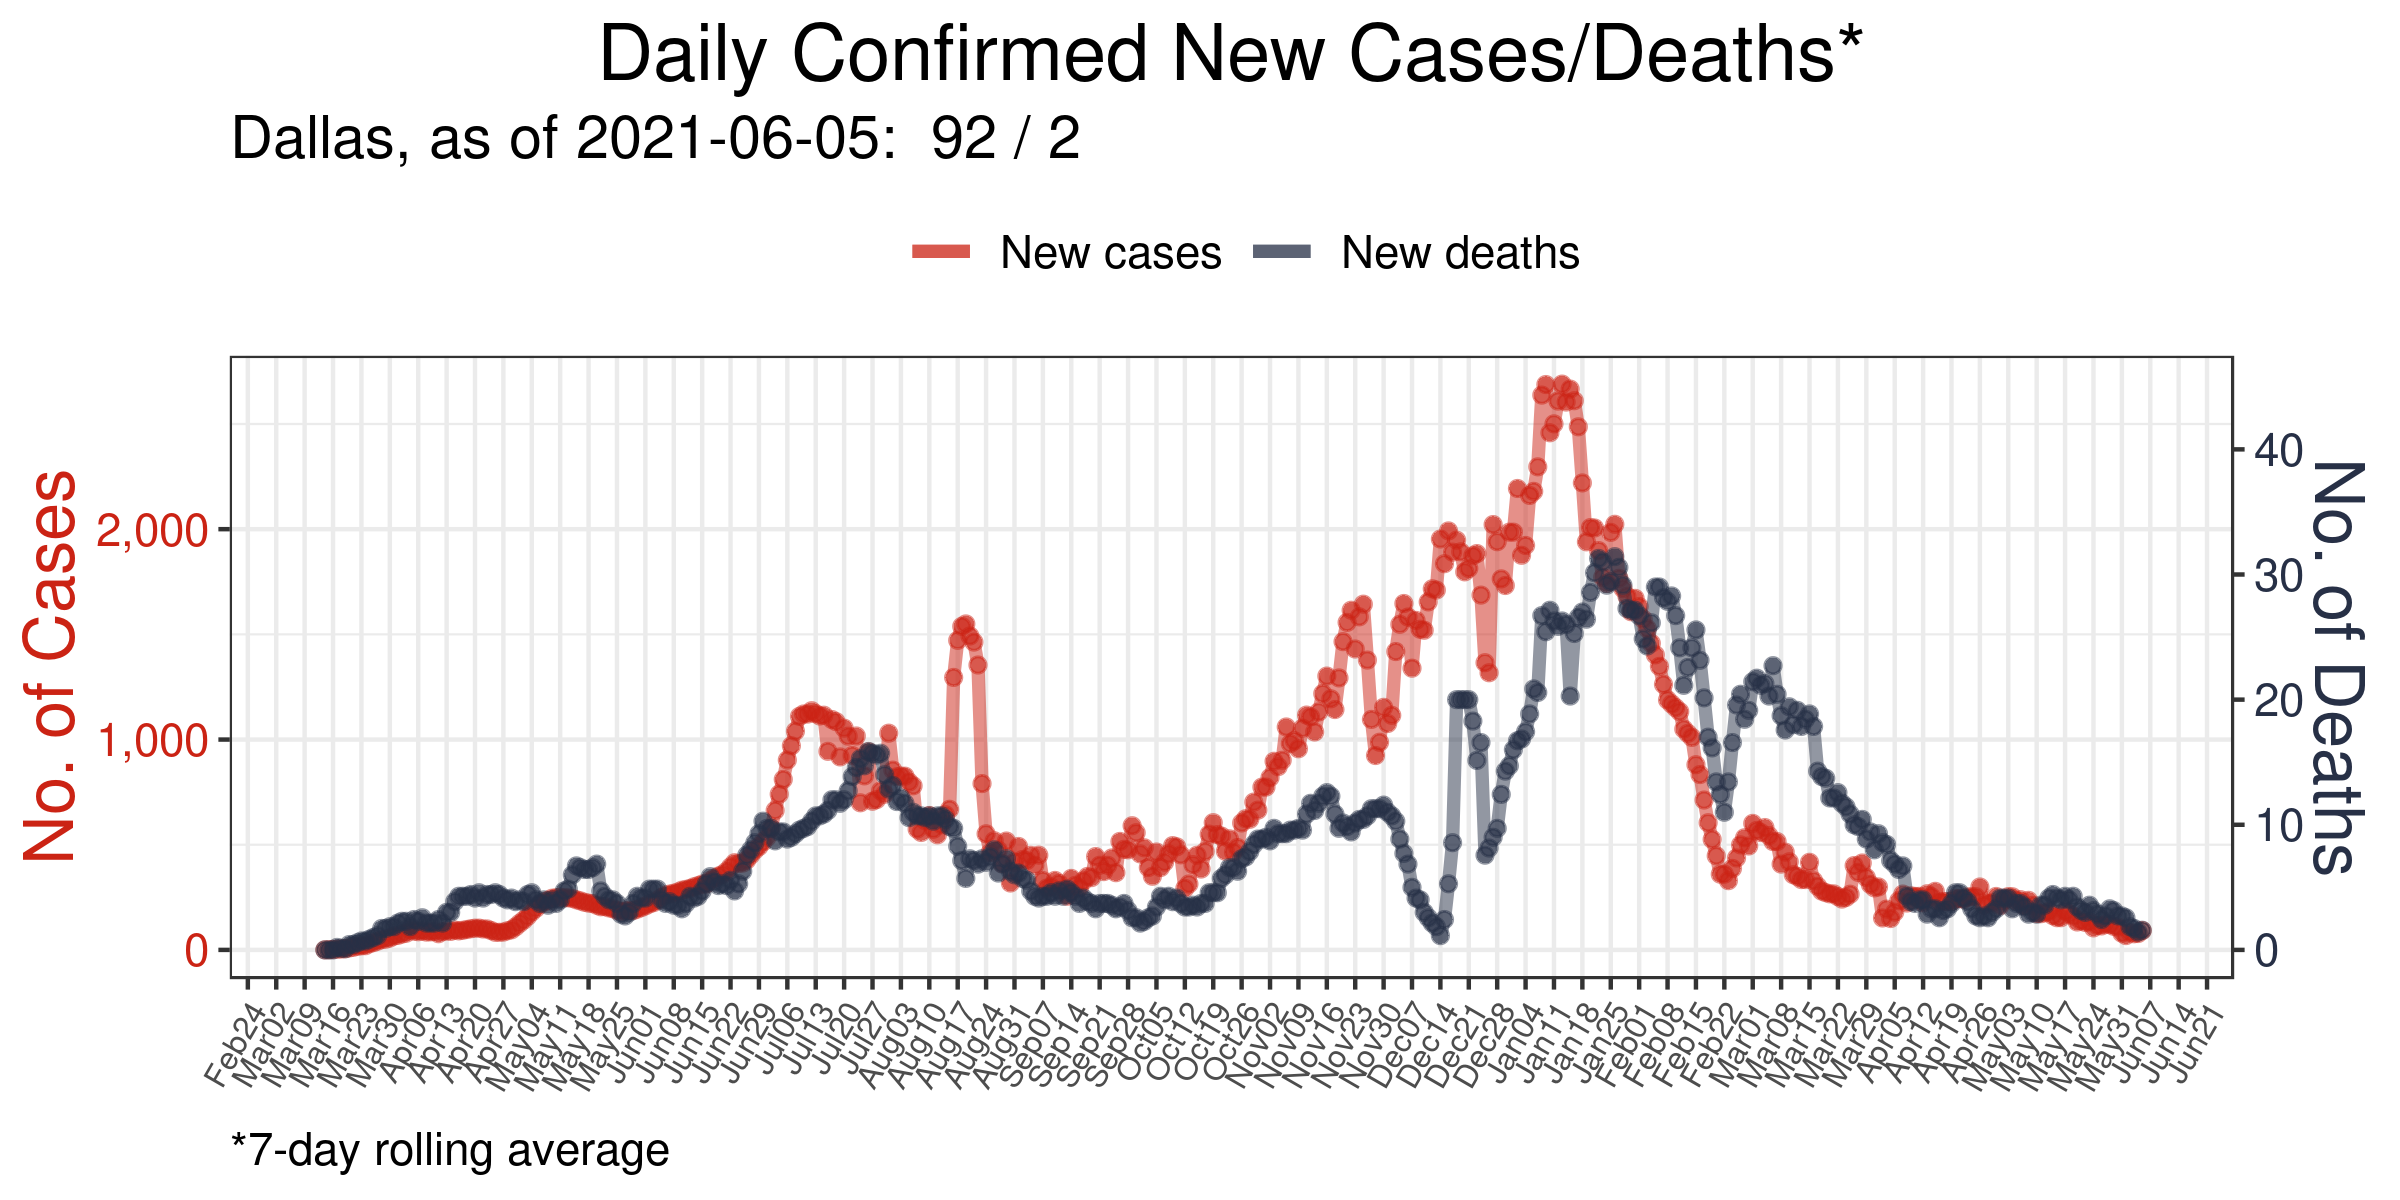 Daily Confirmed New Cases/Deaths*
Dallas, as of 2021-06-05:  92 / 2
New cases
New deaths
No. of Cases
2,000
1,000
0
40
30
20
10
0
No. of Deaths
Feb24
Mar02
Mar09
Mar16
Mar23
Mar30
Apr06
Apr13
Apr20
Apr27
May04
May11
May18
May25
Jun01
Jun08
Jun15
Jun22
Jun29
Jul06
Jul13
Jul20
Jul27
Aug03
Aug10
Aug17
Aug24
Aug31
Sep07
Sep14
Sep21
Sep28
Oct05
Oct12
Oct19
Oct26
Nov02
Nov09
Nov16
Nov23
Nov30
Dec07
Dec14
Dec21
Dec28
Jan04
Jan11
Jan18
Jan25
Feb01
Feb08
Feb15
Feb22
Mar01
Mar08
Mar15
Mar22
Mar29
Apr05
Apr12
Apr19
Apr26
May03
May10
May17
May24
May31
Jun07
Jun14
Jun21
*7-day rolling average